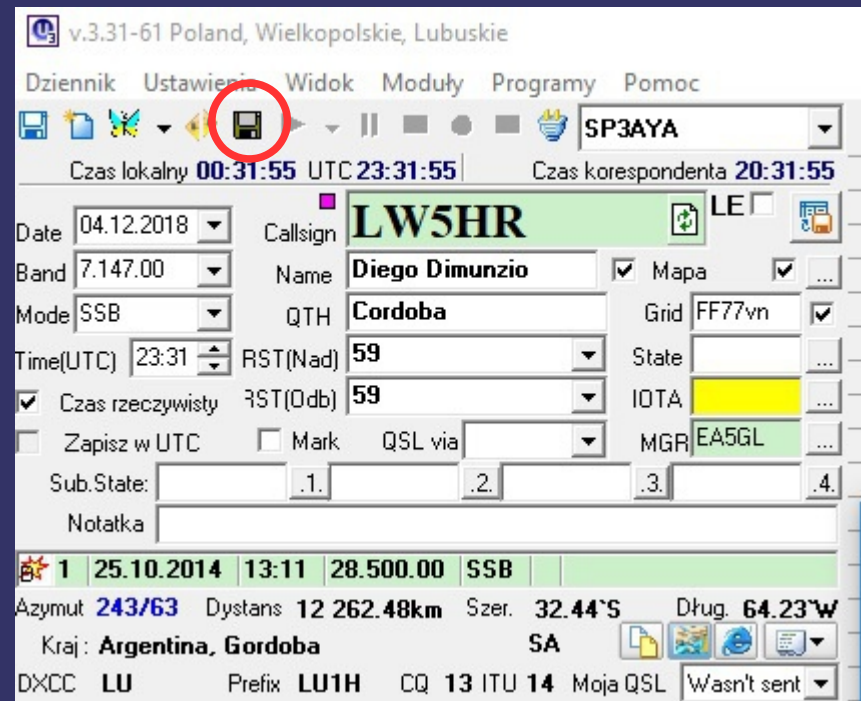 v.3.31-61 Poland, Wielkopolskie, Lubuskie
Dziennik Ustawienia Widok Moduły Programy Pomoc
SP3AYA
Czas lokalny 00:31:55 UTC 23:31:55 Czas korespondenta 20:31:55
Date 04.12.2018 Callsign LW5HR LE
Band 7.147.00 Name Diego Dimunzio Mapa ...
Mode SSB QTH Cordoba Grid FF77vn
Time(UTC) 23:31 RST(Nad) 59 State ...
Czas rzeczywisty RST(Odb) 59 IOTA ...
Zapisz w UTC Mark QSL via MGR EA5GL ...
Sub.State: .1. .2. .3. .4.
Notatka
1 25.10.2014 13:11 28.500.00 SSB
Azymut 243/63 Dystans 12 262.48km Szer. 32.44`S Dług. 64.23`W
Kraj: Argentina, Gordoba SA
DXCC LU Prefix LU1H CQ 13 ITU 14 Moja QSL Wasn't sent